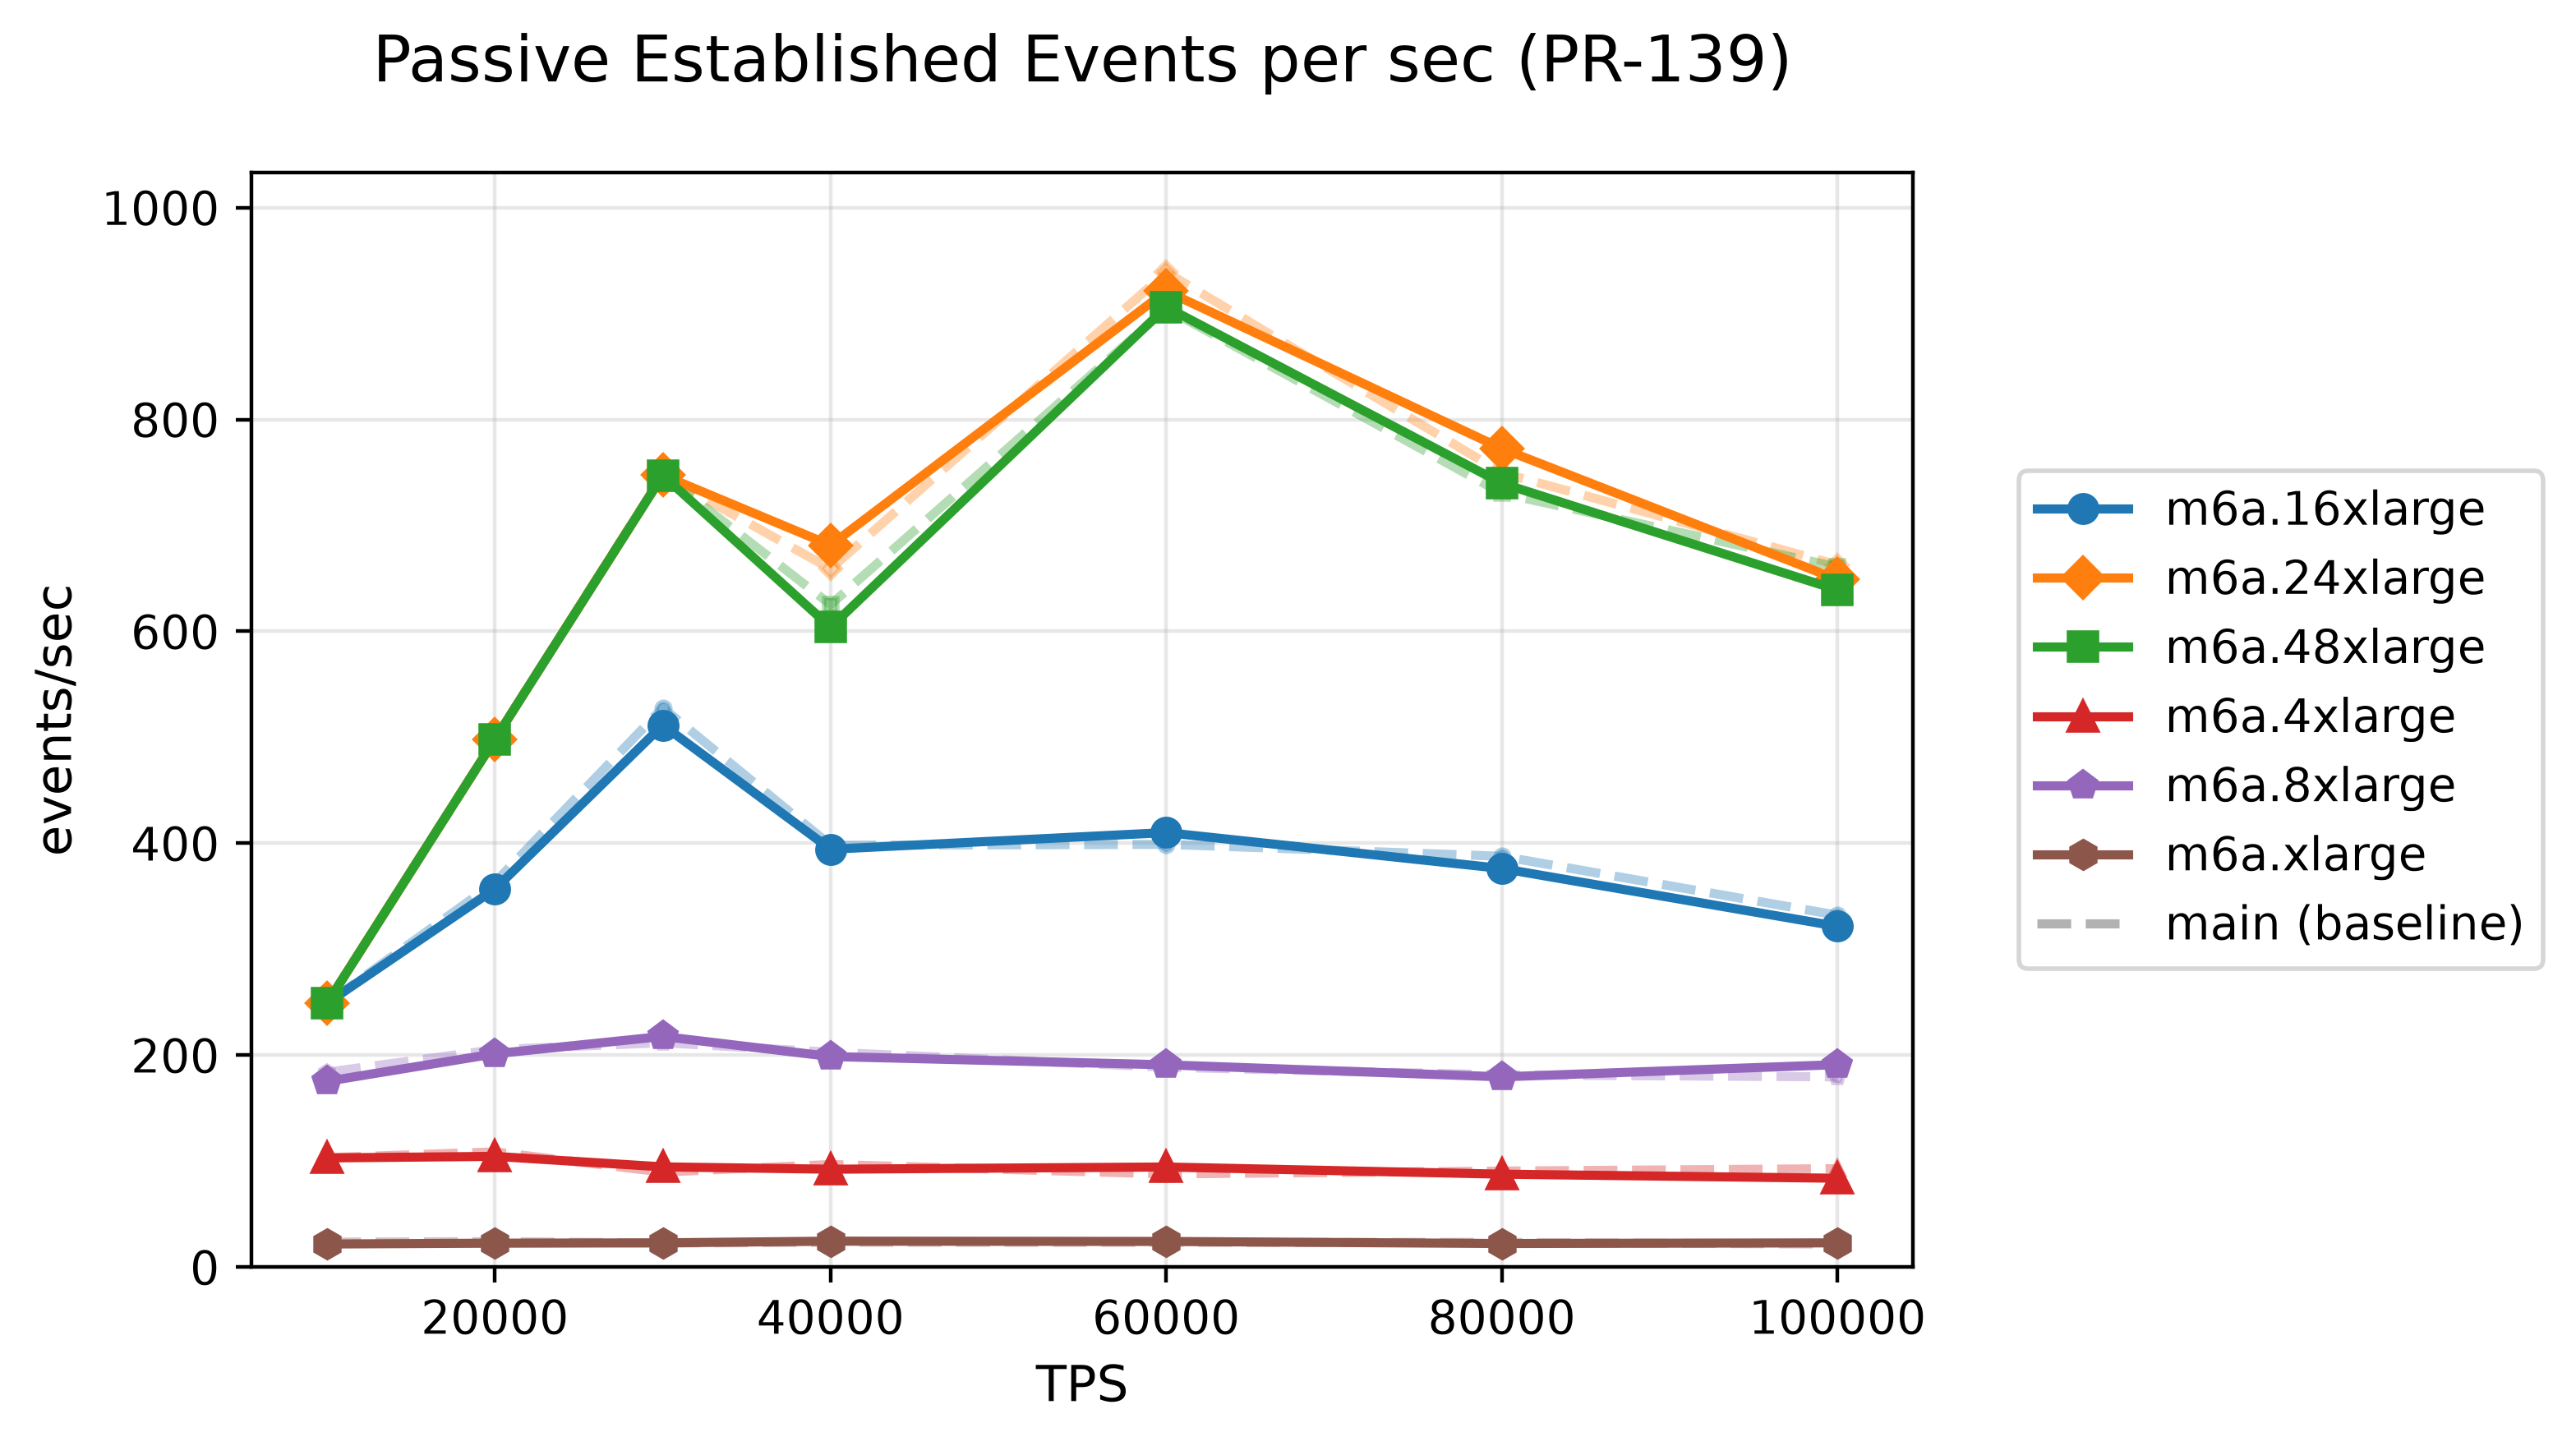 Passive Established Events per sec (PR-139)
1000
800
600
400
200
0
events/sec
20000 40000 60000 80000 100000
TPS
m6a.16xlarge
m6a.24xlarge
m6a.48xlarge
m6a.4xlarge
m6a.8xlarge
m6a.xlarge
main (baseline)